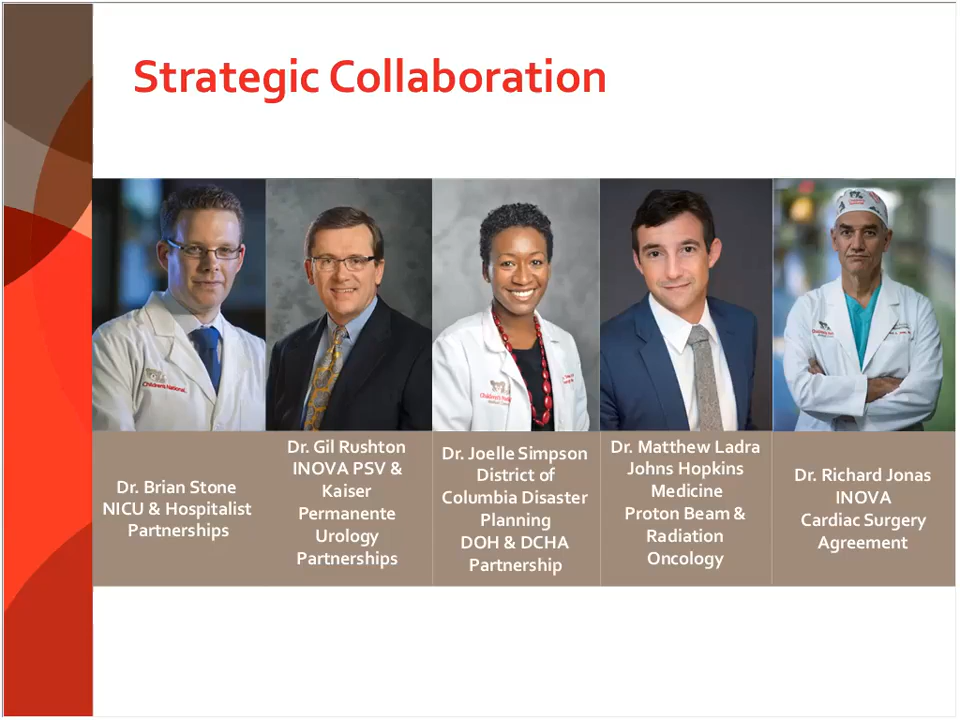 Strategic Collaboration
Children's National
Dr. Brian Stone
NICU & Hospitalist
Partnerships
Dr. Gil Rushton
INOVA PSV &
Kaiser
Permanente
Urology
Partnerships
Dr. Joelle Simpson
District of
Columbia Disaster
Planning
DOH & DCHA
Partnership
Dr. Matthew Ladra
Johns Hopkins
Medicine
Proton Beam &
Radiation
Oncology
Dr. Richard Jonas
INOVA
Cardiac Surgery
Agreement